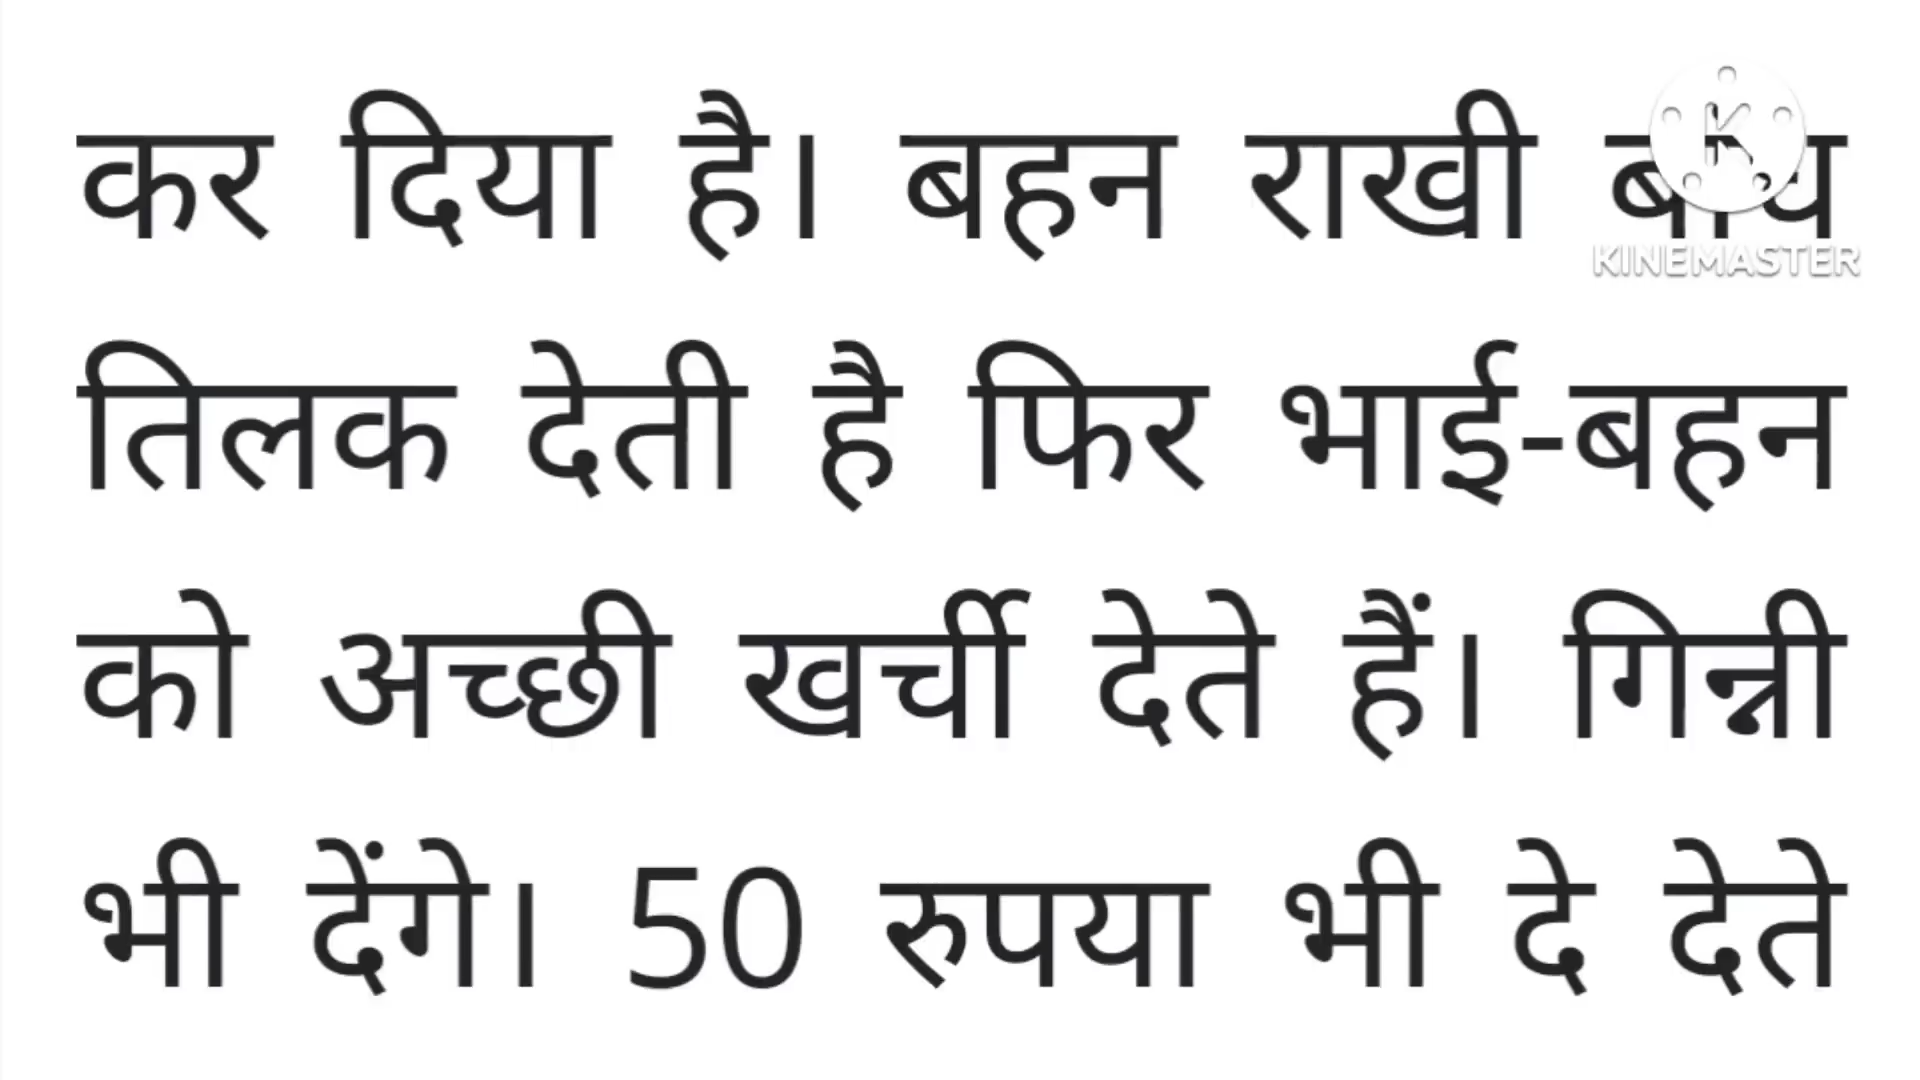 कर दिया है। बहन राखी
तिलक देती है फिर भाई-बहन
को अच्छी खर्ची देते हैं। गिन्नी
भी देंगे। 50 रुपया भी दे देते
KINEMASTER